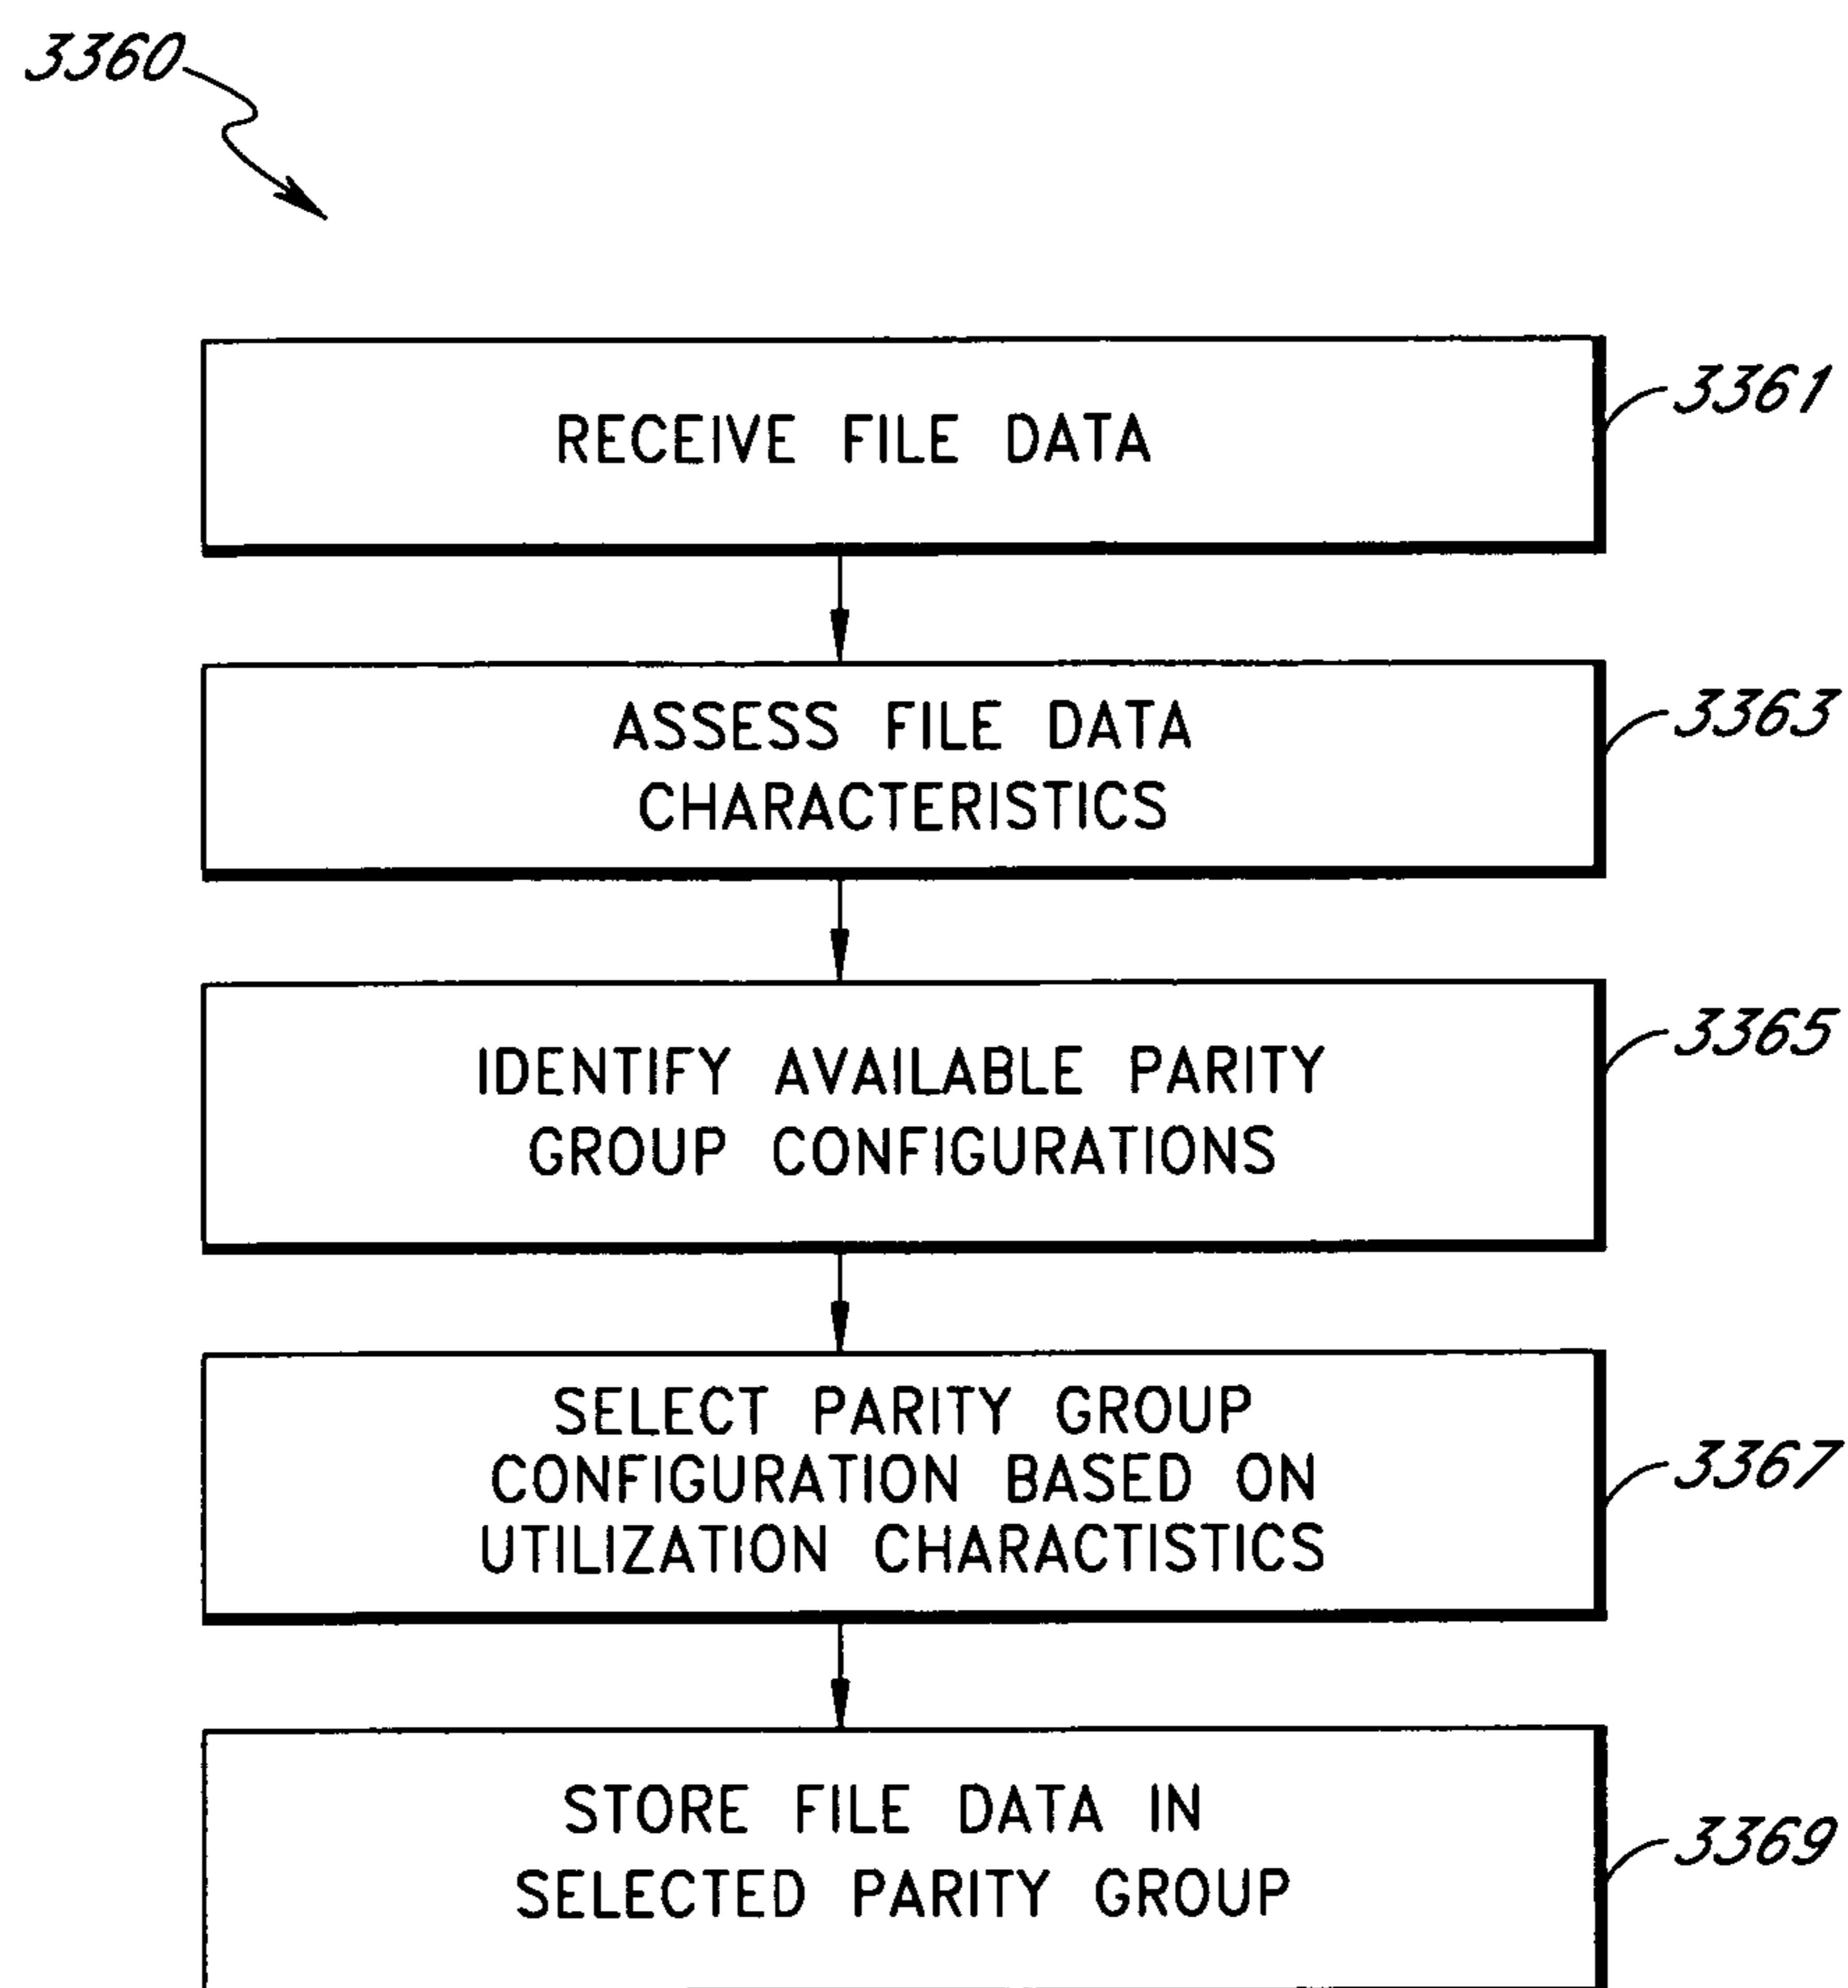 3360
RECEIVE FILE DATA
3361
ASSESS FILE DATA
CHARACTERISTICS
3363
IDENTIFY AVAILABLE PARITY
GROUP CONFIGURATIONS
3365
SELECT PARITY GROUP
CONFIGURATION BASED ON
UTILIZATION CHARACTISTICS
3367
STORE FILE DATA IN
SELECTED PARITY GROUP
3369